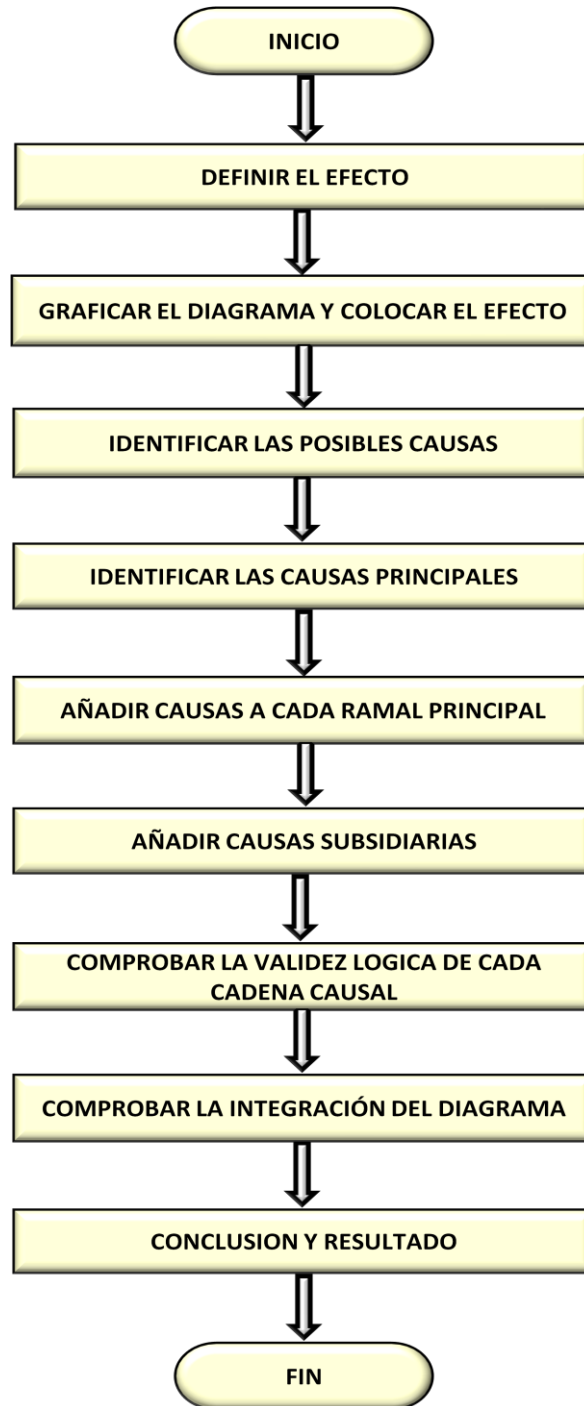 INICIO
DEFINIR EL EFECTO
GRAFICAR EL DIAGRAMA Y COLOCAR EL EFECTO
IDENTIFICAR LAS POSIBLES CAUSAS
IDENTIFICAR LAS CAUSAS PRINCIPALES
AÑADIR CAUSAS A CADA RAMAL PRINCIPAL
AÑADIR CAUSAS SUBSIDIARIAS
COMPROBAR LA VALIDEZ LOGICA DE CADA
CADENA CAUSAL
COMPROBAR LA INTEGRACIÓN DEL DIAGRAMA
CONCLUSION Y RESULTADO
FIN